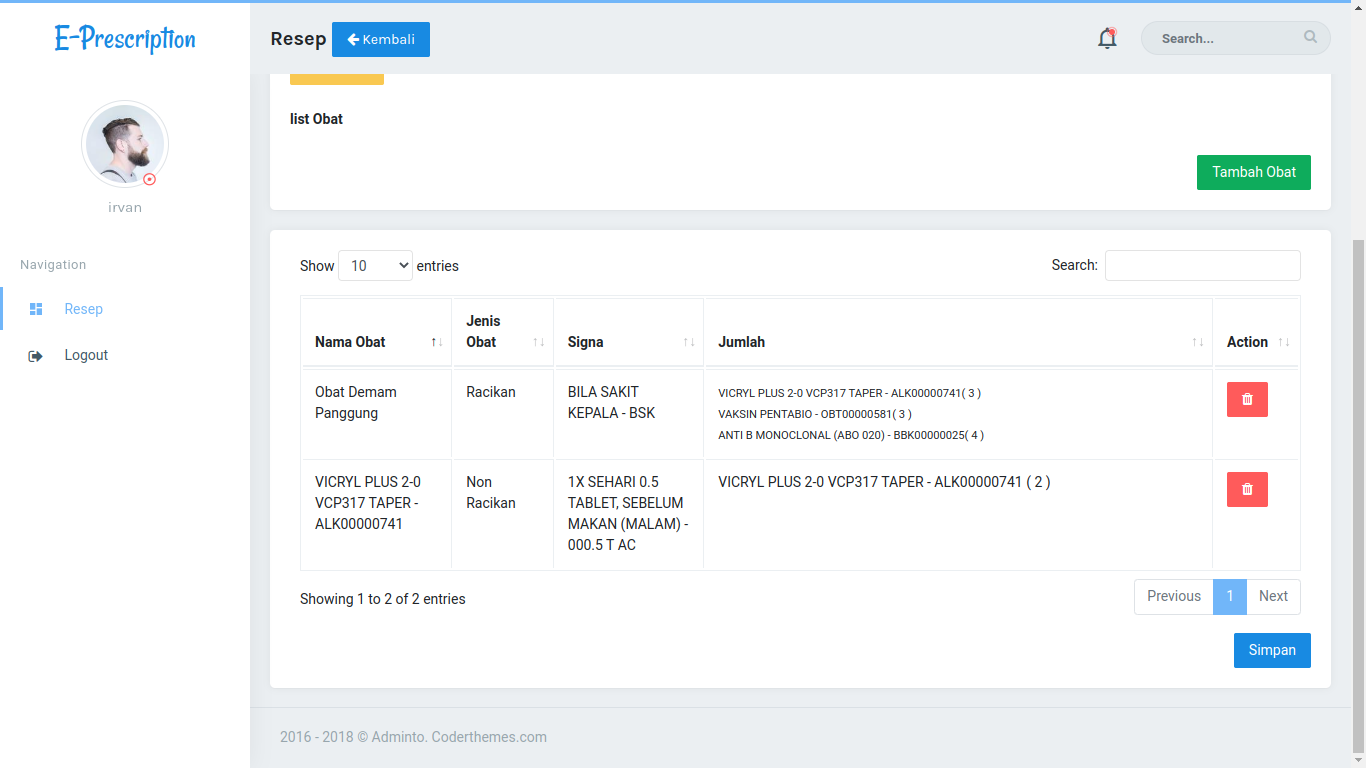 E-Prescription
Resep
Kembali
Search...
irvan
Navigation
Resep
Logout
list Obat
Tambah Obat
Show 10 entries
Search:
Nama Obat
Jenis
Obat
Signa
Jumlah
Action
Obat Demam
Panggung
Racikan
BILA SAKIT
KEPALA - BSK
VICRYL PLUS 2-0 VCP317 TAPER - ALK00000741( 3 )
VAKSIN PENTABIO - OBT00000581( 3 )
ANTI B MONOCLONAL (ABO 020) - BBK00000025( 4 )
VICRYL PLUS 2-0
VCP317 TAPER -
ALK00000741
Non
Racikan
1X SEHARI 0.5
TABLET, SEBELUM
MAKAN (MALAM) -
000.5 T AC
VICRYL PLUS 2-0 VCP317 TAPER - ALK00000741 ( 2 )
Showing 1 to 2 of 2 entries
Previous
1
Next
Simpan
2016 - 2018 © Adminto. Coderthemes.com